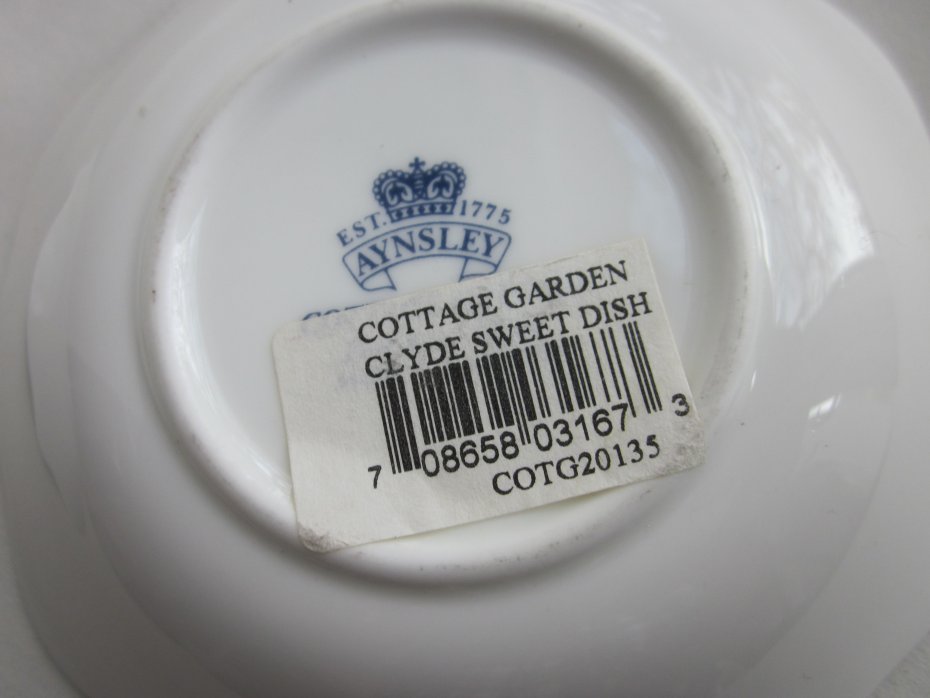 EST. 1775
AYNSLEY
COTTAGE GARDEN
CLYDE SWEET DISH
7 08658 03167 3
COTG20135